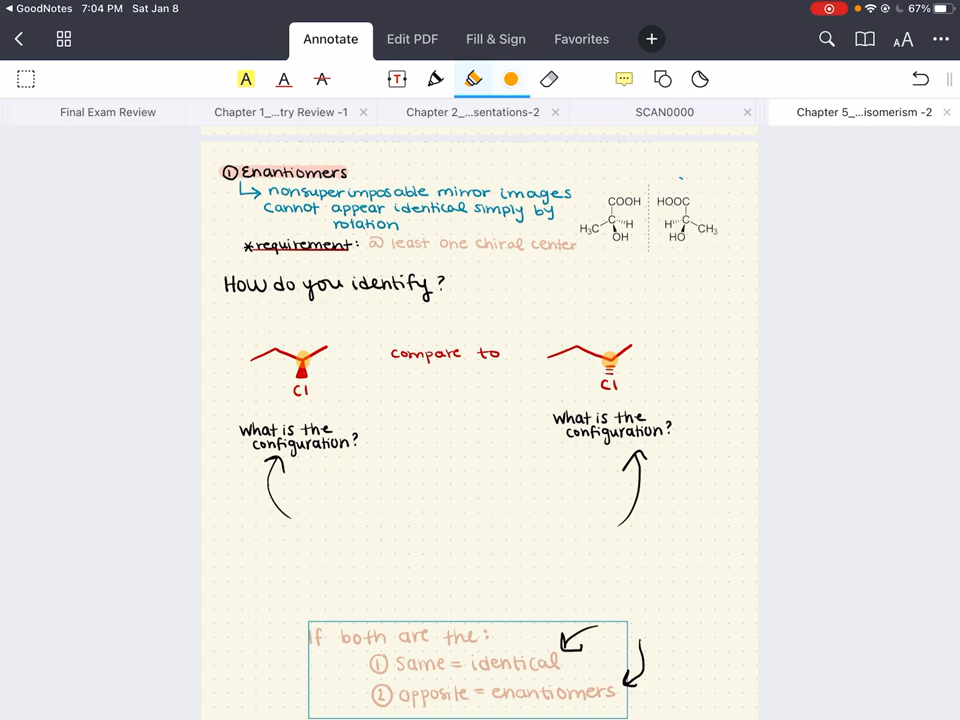 GoodNotes 7:04 PM Sat Jan 8 67%
Annotate Edit PDF Fill & Sign Favorites
AA
A A A T
Final Exam Review Chapter 1_...try Review -1 Chapter 2_...sentations-2 SCAN0000 Chapter 5_...isomerism -2
① Enantiomers
↳ nonsuperimposable mirror images
cannot appear identical simply by
rotation
*requirement: @ least one chiral center
COOH HOOC
H₃C C H H C CH₃
OH HO
How do you identify?
compare to
Cl Cl
What is the
configuration?
What is the
configuration?
If both are the:
① same = identical
② opposite = enantiomers